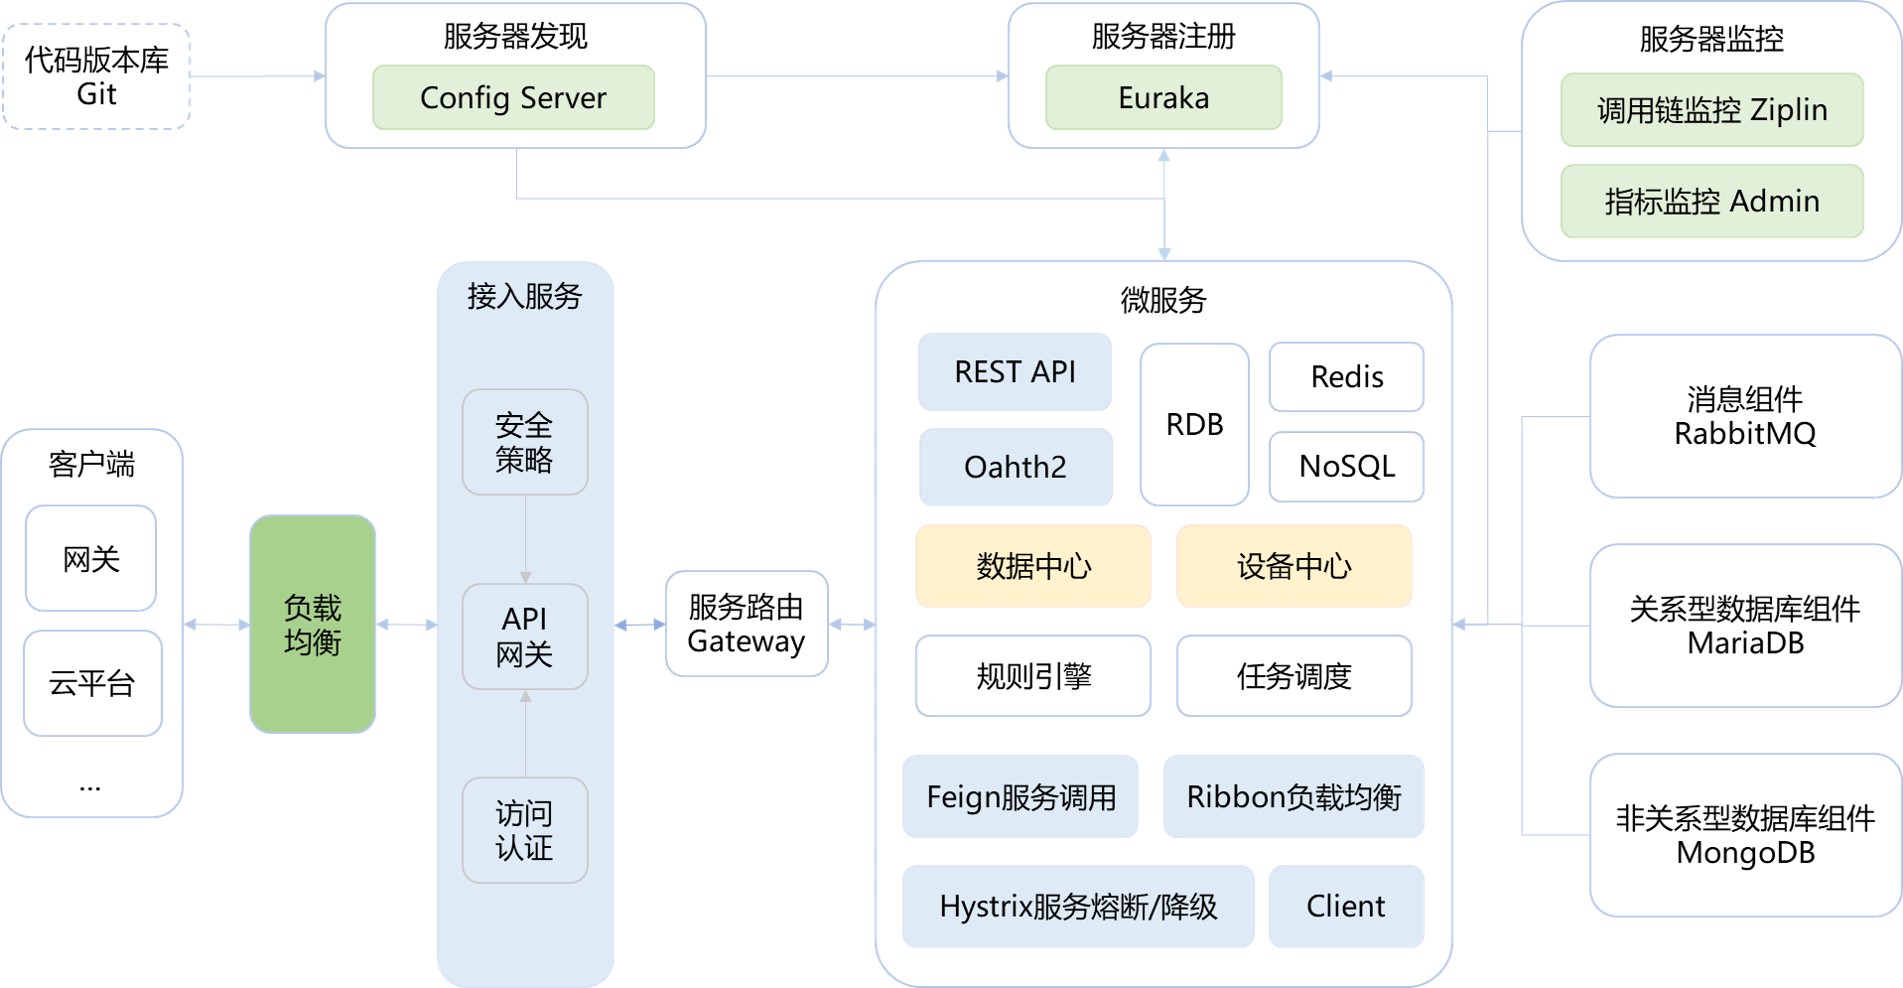 代码版本库
Git
服务器发现
Config Server
服务器注册
Euraka
服务器监控
调用链监控 Ziplin
指标监控 Admin
客户端
网关
云平台
...
负载
均衡
接入服务
安全
策略
API
网关
访问
认证
服务路由
Gateway
微服务
REST API
Oahth2
RDB
Redis
NoSQL
数据中心
设备中心
规则引擎
任务调度
Feign服务调用
Ribbon负载均衡
Hystrix服务熔断/降级
Client
消息组件
RabbitMQ
关系型数据库组件
MariaDB
非关系型数据库组件
MongoDB